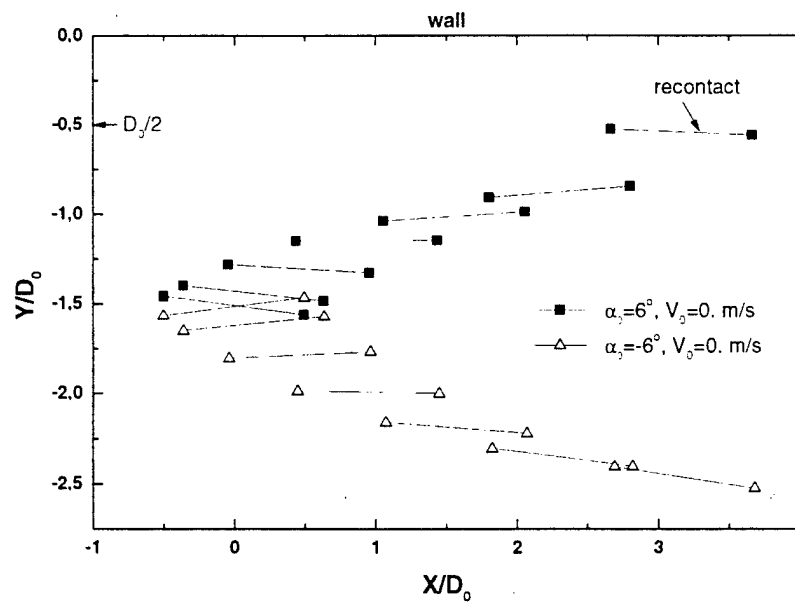 wall
0,0
-0,5
-1,0
-1,5
-2,0
-2,5
D₀/2
recontact
α₀=6°, V₀=0. m/s
α₀=-6°, V₀=0. m/s
Y/D₀
-1
0
1
2
3
X/D₀